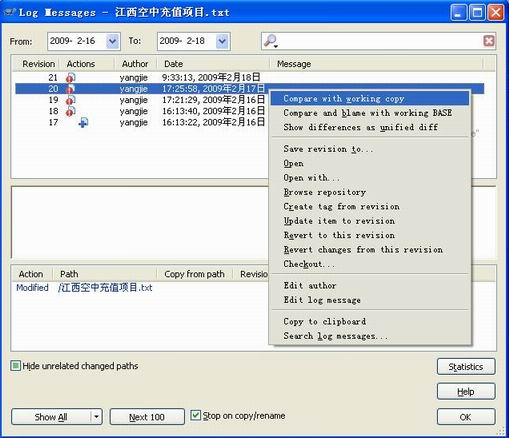 Log Messages - 江西空中充值项目.txt
From: 2009- 2-16 To: 2009- 2-18
Revision Actions Author Date Message
21 yangjie 9:33:13, 2009年2月18日
20 yangjie 17:25:58, 2009年2月17日
19 yangjie 17:21:29, 2009年2月16日
18 yangjie 16:13:40, 2009年2月16日
17 yangjie 16:13:22, 2009年2月16日
Compare with working copy
Compare and blame with working BASE
Show differences as unified diff
Save revision to...
Open
Open with...
Browse repository
Create tag from revision
Update item to revision
Revert to this revision
Revert changes from this revision
Checkout...
Edit author
Edit log message
Copy to clipboard
Search log messages...
Action Path Copy from path Revision
Modified /江西空中充值项目.txt
Hide unrelated changed paths
Statistics
Help
Show All Next 100 Stop on copy/rename OK